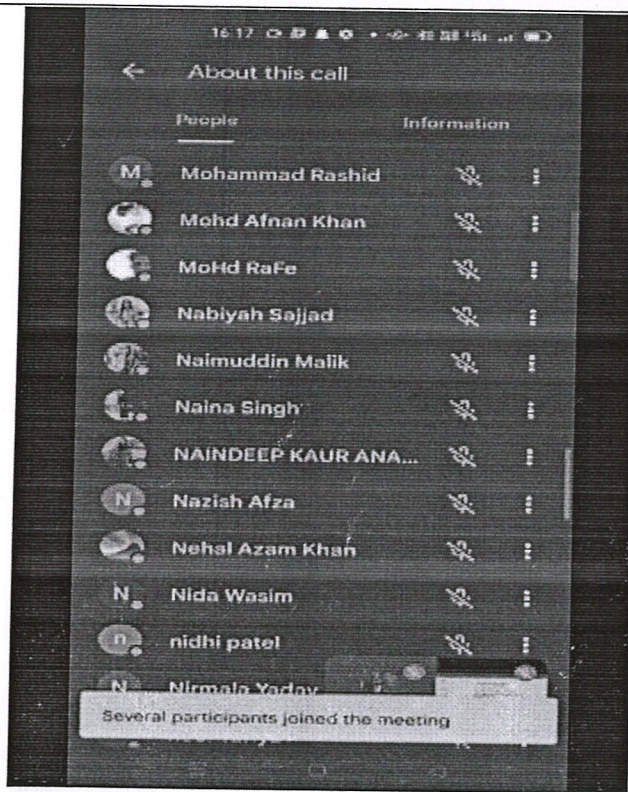 16:17
About this call
People Information
M Mohammad Rashid
Mohd Afnan Khan
MoHd RaFe
Nabiyah Sajjad
Naimuddin Malik
Naina Singh
NAINDEEP KAUR ANA...
N Nazish Afza
Nehal Azam Khan
N Nida Wasim
n nidhi patel
N Nirmala Yadav
Several participants joined the meeting